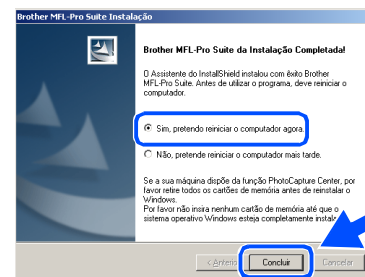 Brother MFL-Pro Suite Instalação
Brother MFL-Pro Suite da Instalação Completada!
O Assistente do InstallShield instalou com êxito Brother
MFL-Pro Suite. Antes de utilizar o programa, deve reiniciar o
computador.
Sim, pretendo reiniciar o computador agora.
Não, pretende reiniciar o computador mais tarde.
Se a sua máquina dispõe da função PhotoCapture Center, por
favor retire todos os cartões de memória antes de reinstalar o
Windows.
Por favor não insira nenhum cartão de memória até que o
sistema operativo Windows esteja completamente
Concluir
Cancelar